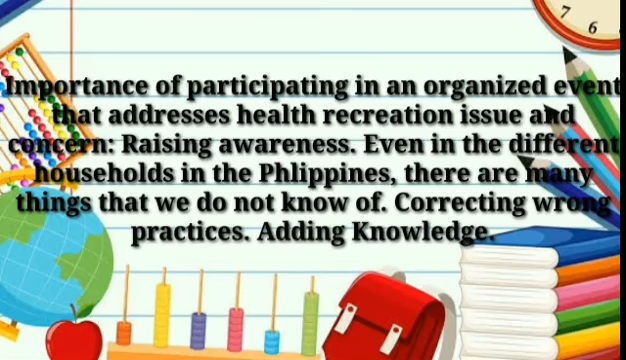 7
6
Importance of participating in an organized event
that addresses health recreation issue and
concern: Raising awareness. Even in the different
households in the Phlippines, there are many
things that we do not know of. Correcting wrong
practices. Adding Knowledge.